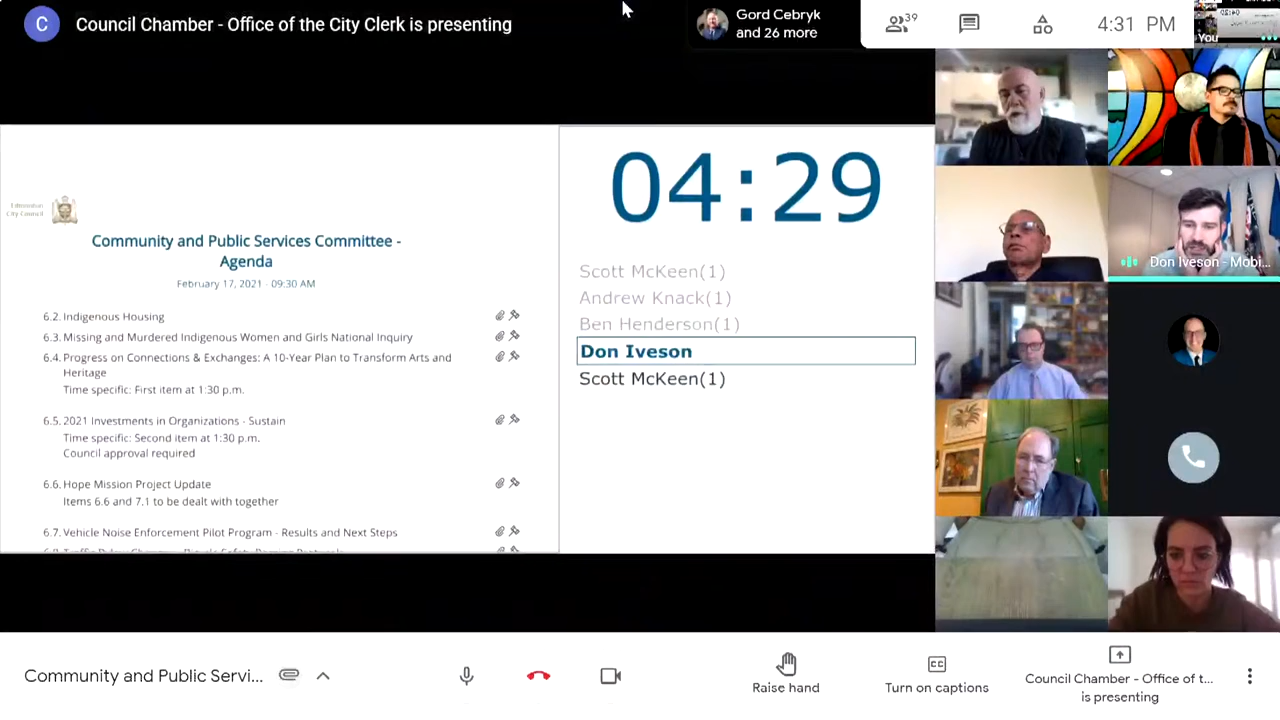 C
Council Chamber - Office of the City Clerk is presenting
Gord Cebryk
and 26 more
39
4:31 PM
You
Edmonton
City Council
Community and Public Services Committee -
Agenda
February 17, 2021 - 09:30 AM
6.2. Indigenous Housing
6.3. Missing and Murdered Indigenous Women and Girls National Inquiry
6.4. Progress on Connections & Exchanges: A 10-Year Plan to Transform Arts and
Heritage
Time specific: First item at 1:30 p.m.
6.5. 2021 Investments in Organizations - Sustain
Time specific: Second item at 1:30 p.m.
Council approval required
6.6. Hope Mission Project Update
Items 6.6 and 7.1 to be dealt with together
6.7. Vehicle Noise Enforcement Pilot Program - Results and Next Steps
04:29
Scott McKeen(1)
Andrew Knack(1)
Ben Henderson(1)
Don Iveson
Scott McKeen(1)
Don Iveson - Mobi...
Community and Public Servi...
Raise hand
Turn on captions
Council Chamber - Office of t...
is presenting